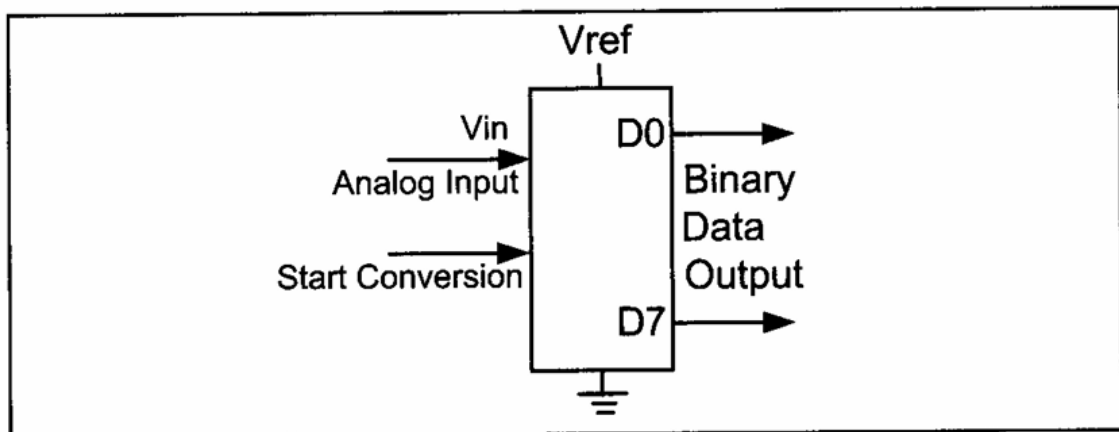 Vref
Vin
Analog Input
Start Conversion
D0
Binary
Data
Output
D7